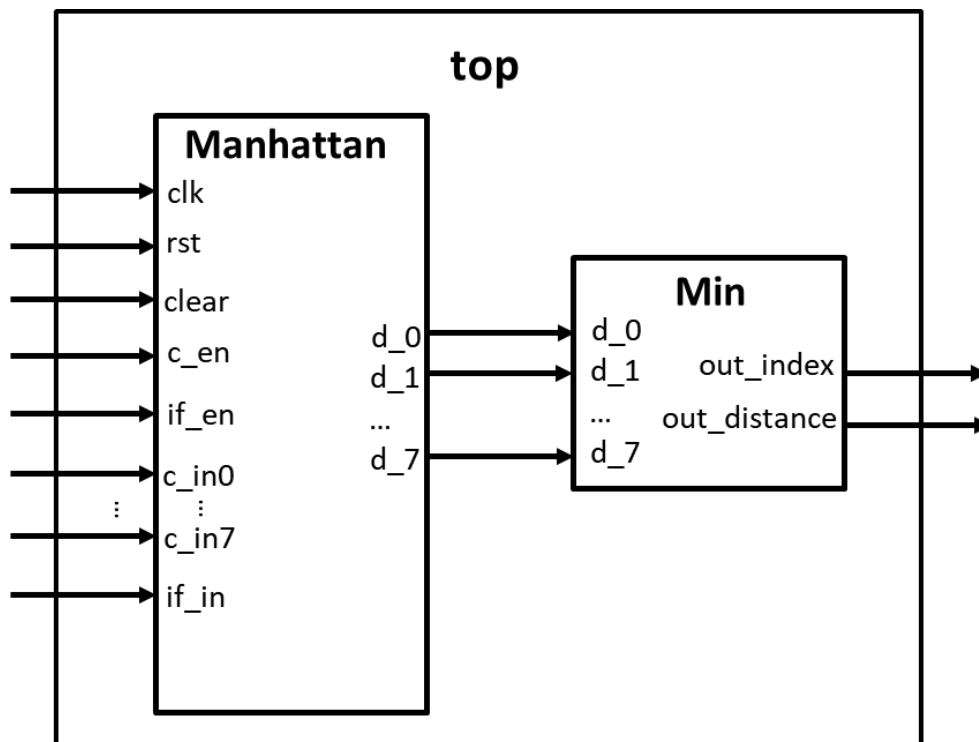 top
Manhattan
clk
rst
clear
c_en
if_en
c_in0
⋮ ⋮
c_in7
if_in
d_0
d_1
...
d_7
Min
d_0
d_1
...
d_7
out_index
out_distance